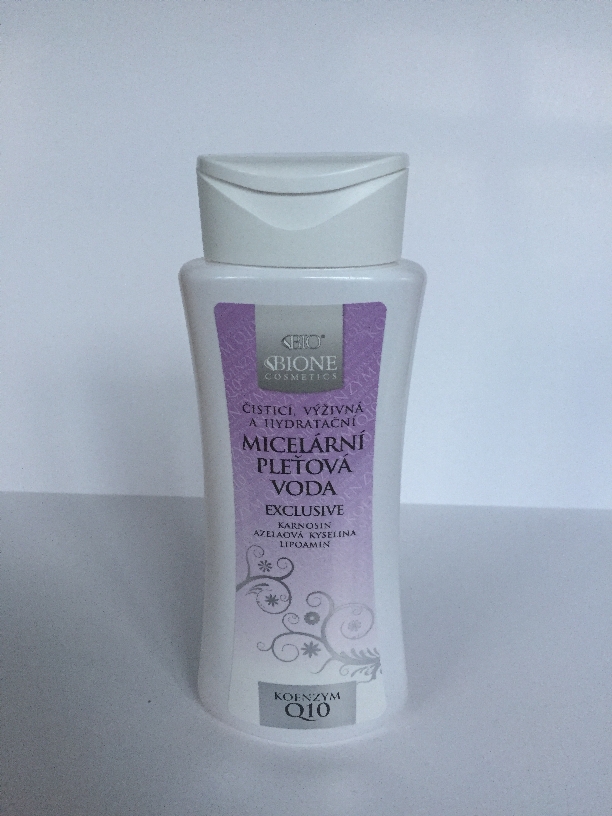 BIO®
BIONE
COSMETICS
ČISTICÍ, VÝŽIVNÁ
A HYDRATAČNÍ
MICELÁRNÍ
PLEŤOVÁ
VODA
EXCLUSIVE
KARNOSIN
AZELAOVÁ KYSELINA
LIPOAMIN
KOENZYM
Q10